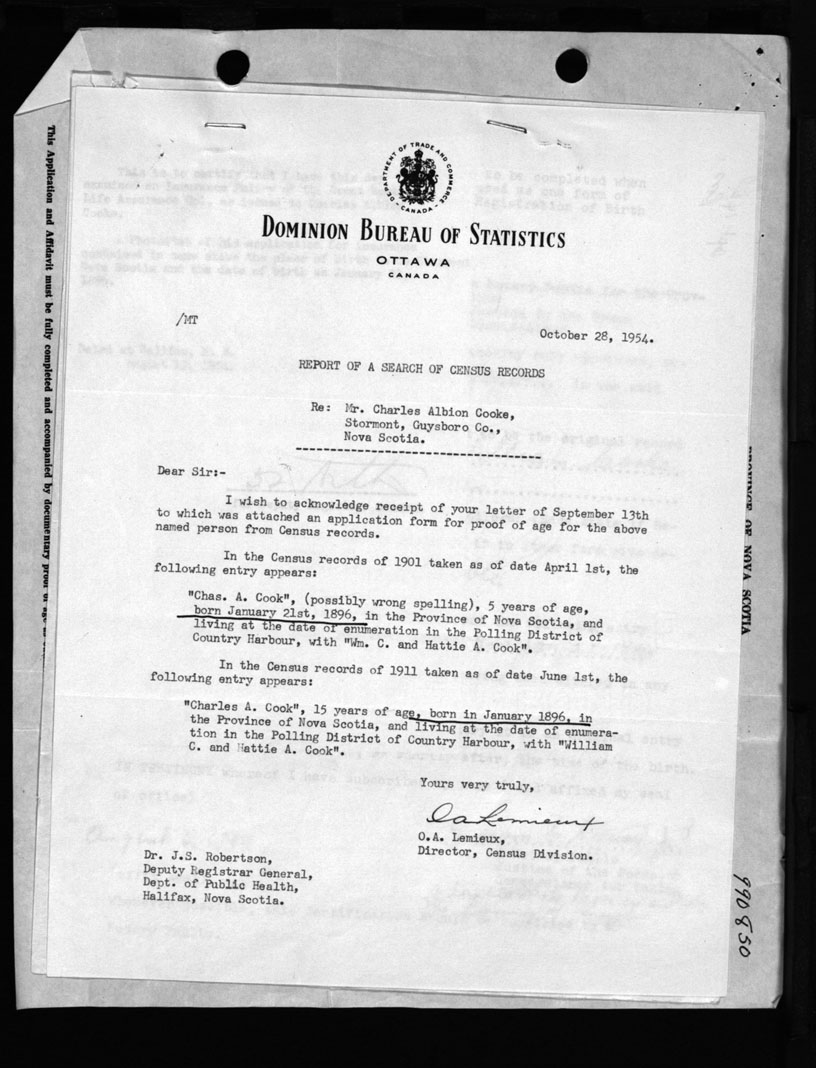 DEPARTMENT OF TRADE AND COMMERCE
- CANADA -
DOMINION BUREAU OF STATISTICS
OTTAWA
CANADA
/MT
October 28, 1954.
REPORT OF A SEARCH OF CENSUS RECORDS
Re: Mr. Charles Albion Cooke,
Stormont, Guysboro Co.,
Nova Scotia.
Dear Sir:-
I wish to acknowledge receipt of your letter of September 13th
to which was attached an application form for proof of age for the above
named person from Census records.
In the Census records of 1901 taken as of date April 1st, the
following entry appears:
"Chas. A. Cook", (possibly wrong spelling), 5 years of age,
born January 21st, 1896, in the Province of Nova Scotia, and
living at the date of enumeration in the Polling District of
Country Harbour, with "Wm. C. and Hattie A. Cook".
In the Census records of 1911 taken as of date June 1st, the
following entry appears:
"Charles A. Cook", 15 years of age, born in January 1896, in
the Province of Nova Scotia, and living at the date of enumera-
tion in the Polling District of Country Harbour, with "William
C. and Hattie A. Cook".
Yours very truly,
O.A. Lemieux
O.A. Lemieux,
Director, Census Division.
Dr. J.S. Robertson,
Deputy Registrar General,
Dept. of Public Health,
Halifax, Nova Scotia.
This Application and Affidavit must be fully completed and accompanied by documentary proof of age
PROVINCE OF NOVA SCOTIA
990850